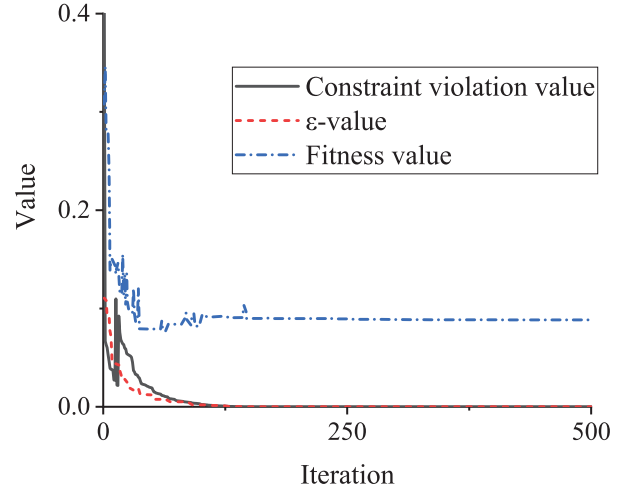 0.4
Constraint violation value
ε-value
Fitness value
0.2
Value
0.0
0
250
500
Iteration